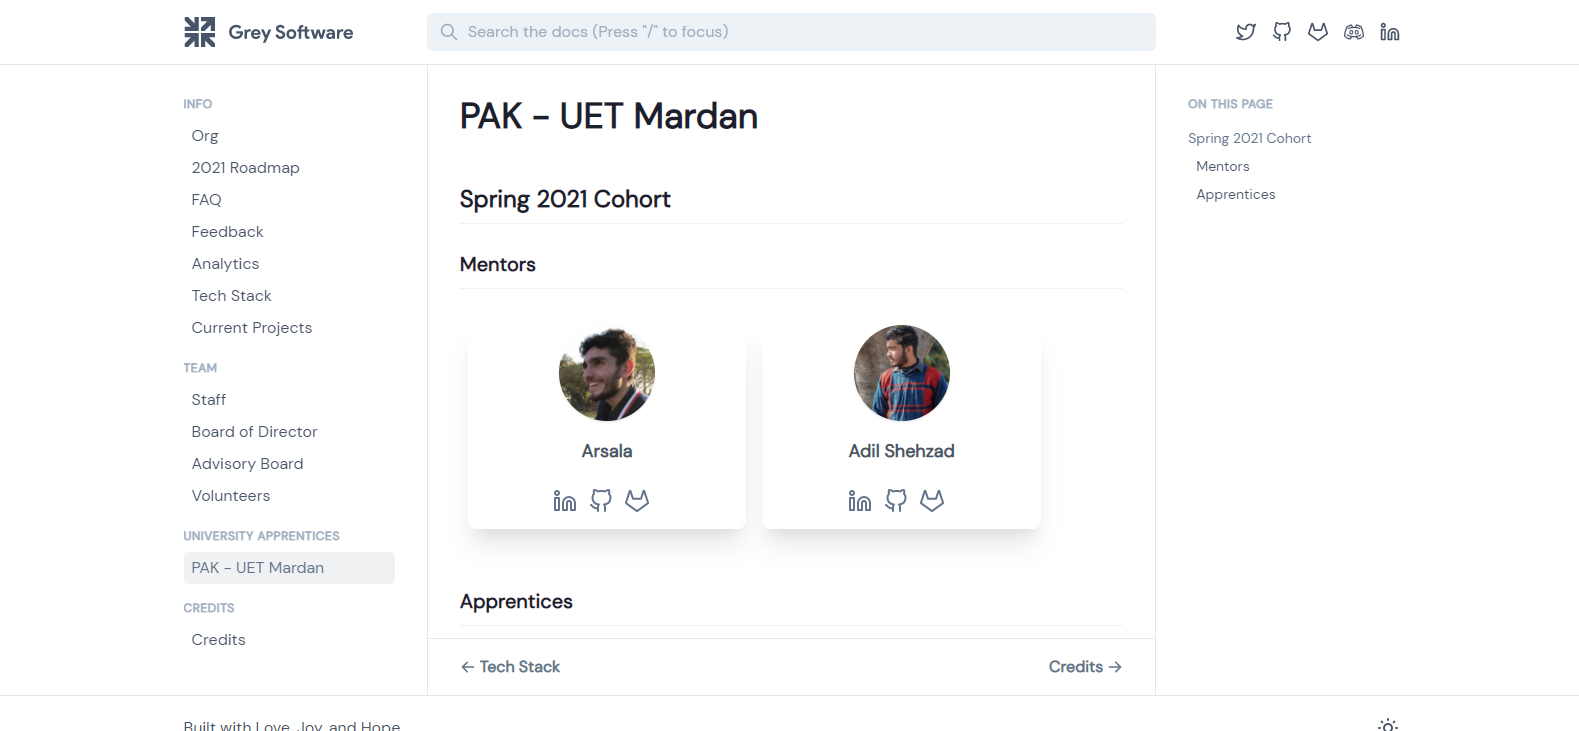 Grey Software
Search the docs (Press "/" to focus)
INFO
Org
2021 Roadmap
FAQ
Feedback
Analytics
Tech Stack
Current Projects
TEAM
Staff
Board of Director
Advisory Board
Volunteers
UNIVERSITY APPRENTICES
PAK - UET Mardan
CREDITS
Credits
PAK - UET Mardan
Spring 2021 Cohort
Mentors
Arsala
Adil Shehzad
Apprentices
← Tech Stack
Credits →
ON THIS PAGE
Spring 2021 Cohort
Mentors
Apprentices
Built with Love, Joy, and Hope